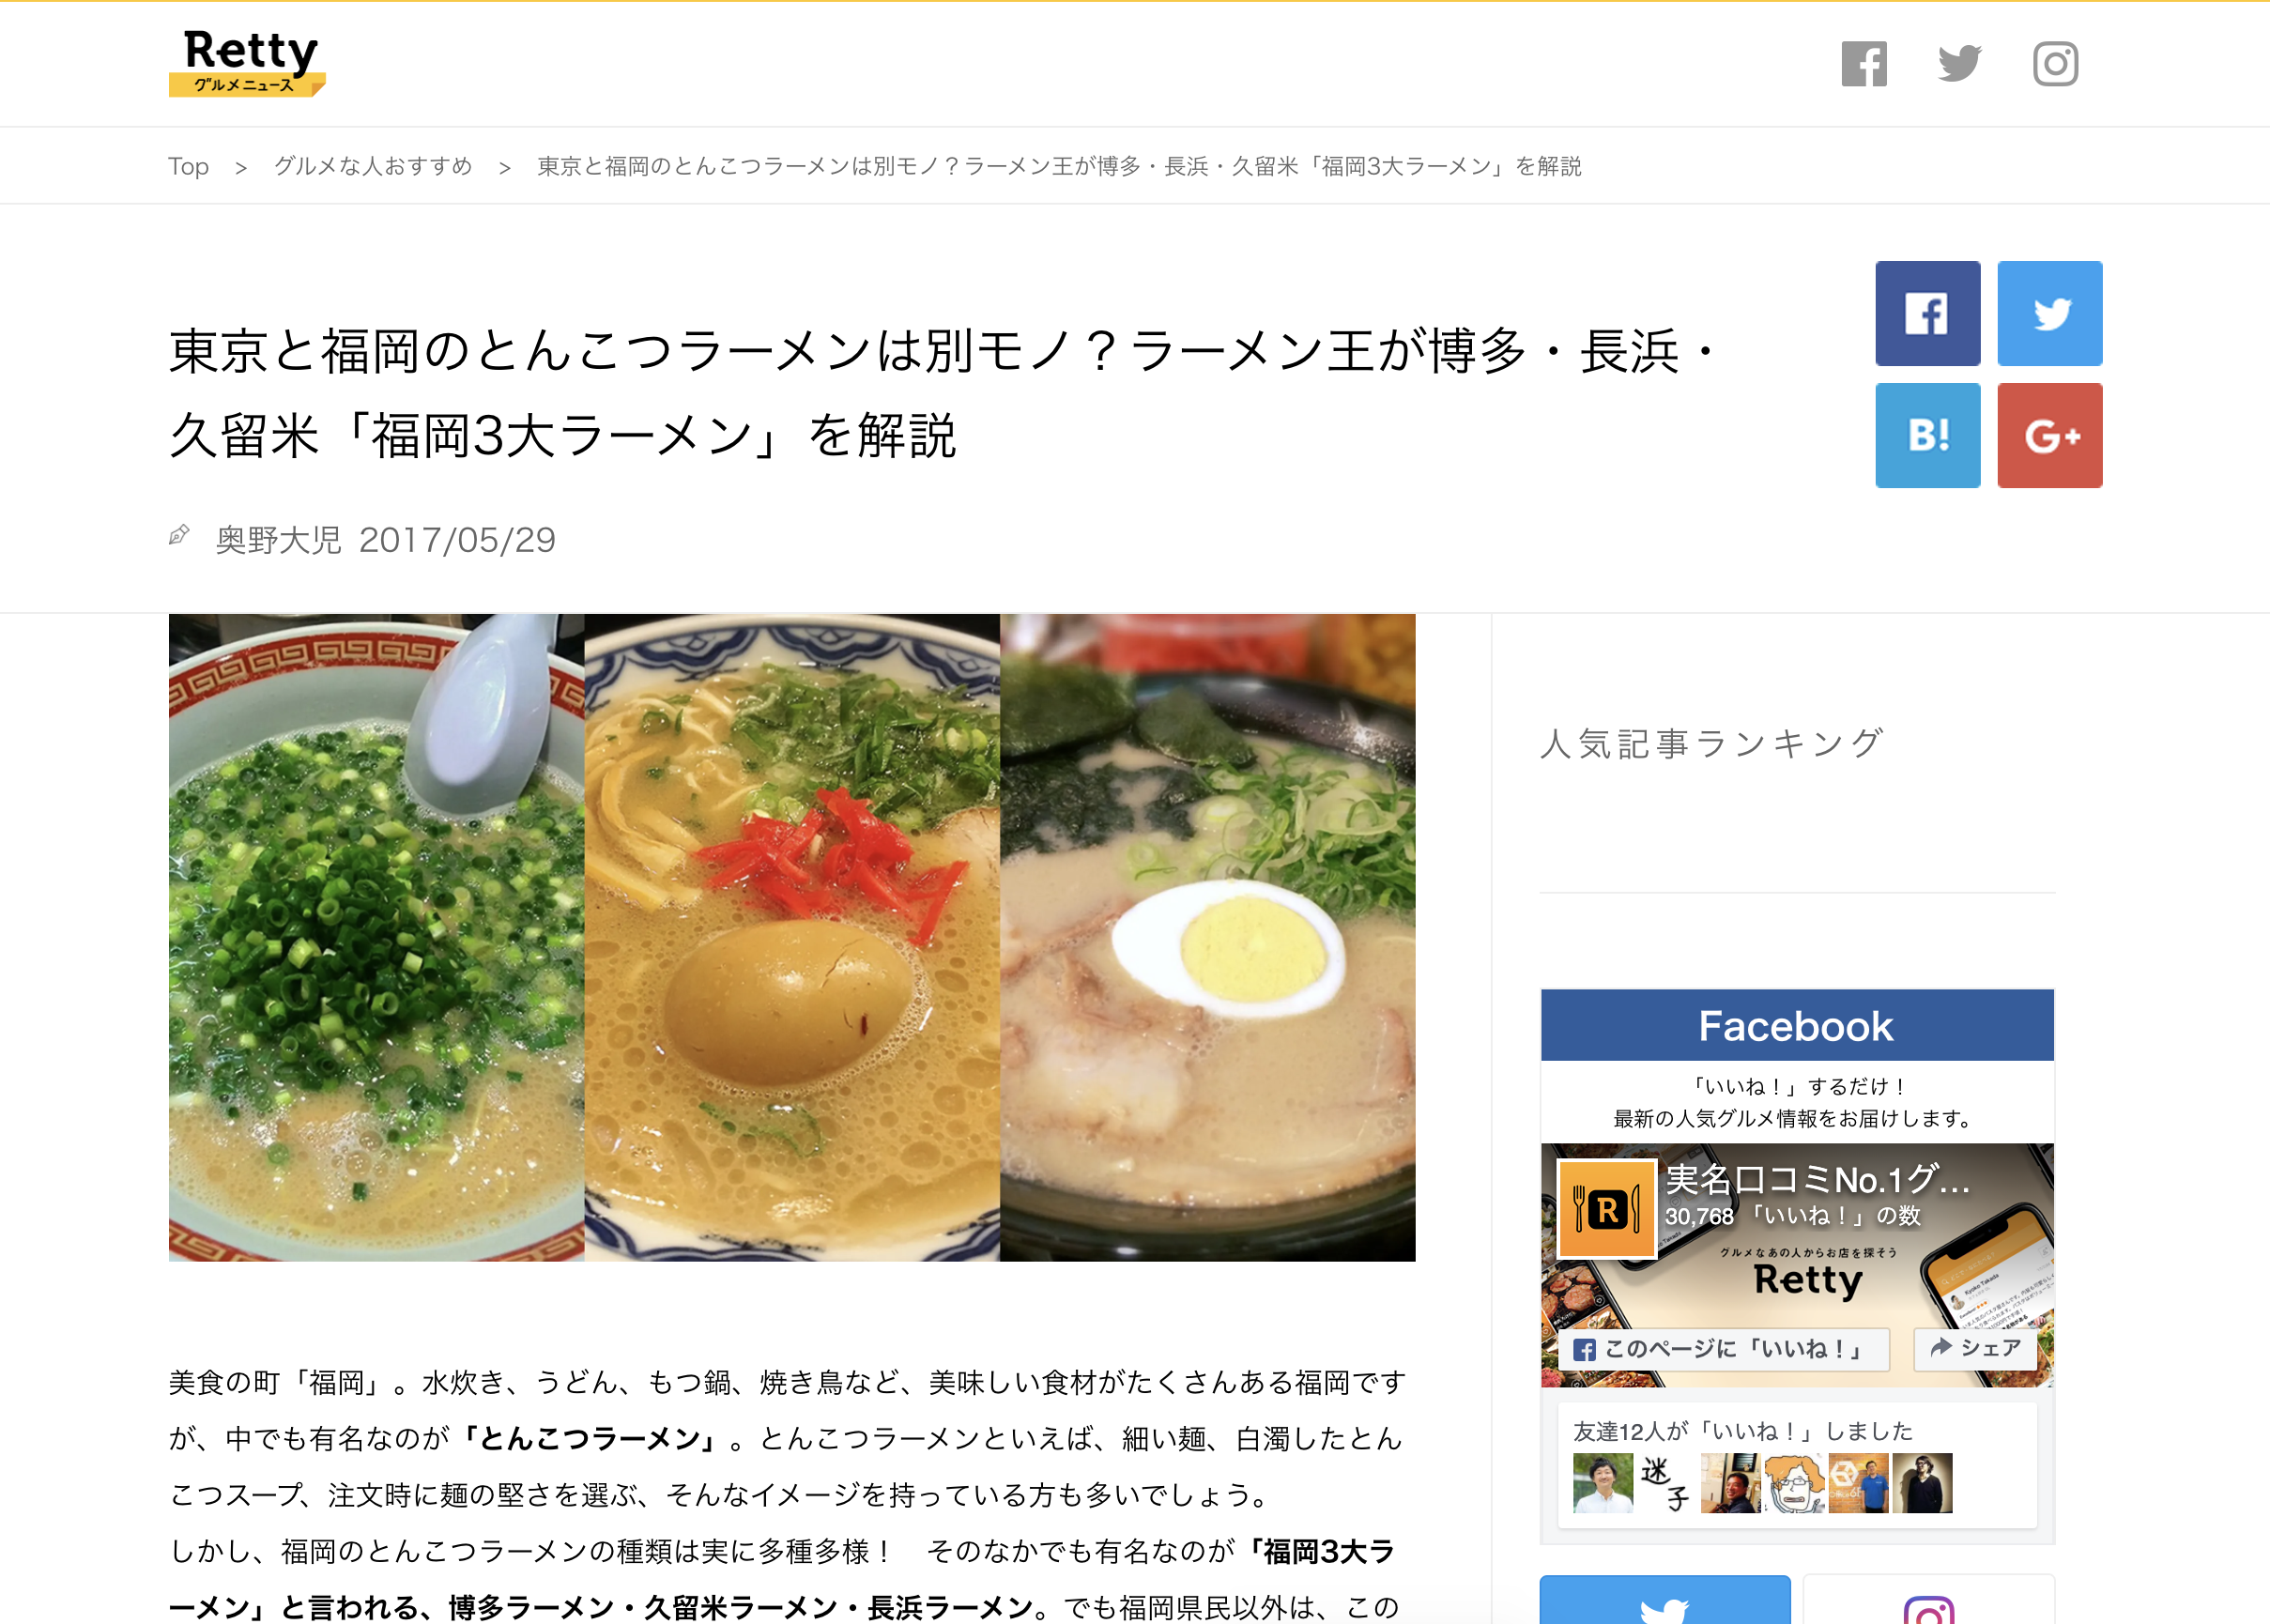 Retty
グルメニュース
Top > グルメな人おすすめ > 東京と福岡のとんこつラーメンは別モノ？ラーメン王が博多・長浜・久留米「福岡3大ラーメン」を解説
東京と福岡のとんこつラーメンは別モノ？ラーメン王が博多・長浜・
久留米「福岡3大ラーメン」を解説
B!
G+
奥野大児 2017/05/29
人気記事ランキング
Facebook
「いいね！」するだけ！
最新の人気グルメ情報をお届けします。
R
実名口コミNo.1グ...
30,768 「いいね！」の数
グルメなあの人からお店を探そう
Retty
Kyoko Takada
このページに「いいね！」
シェア
友達12人が「いいね！」しました
迷子
美食の町「福岡」。水炊き、うどん、もつ鍋、焼き鳥など、美味しい食材がたくさんある福岡です
が、中でも有名なのが「とんこつラーメン」。とんこつラーメンといえば、細い麺、白濁したとん
こつスープ、注文時に麺の堅さを選ぶ、そんなイメージを持っている方も多いでしょう。
しかし、福岡のとんこつラーメンの種類は実に多種多様！　そのなかでも有名なのが「福岡3大ラ
ーメン」と言われる、博多ラーメン・久留米ラーメン・長浜ラーメン。でも福岡県民以外は、この